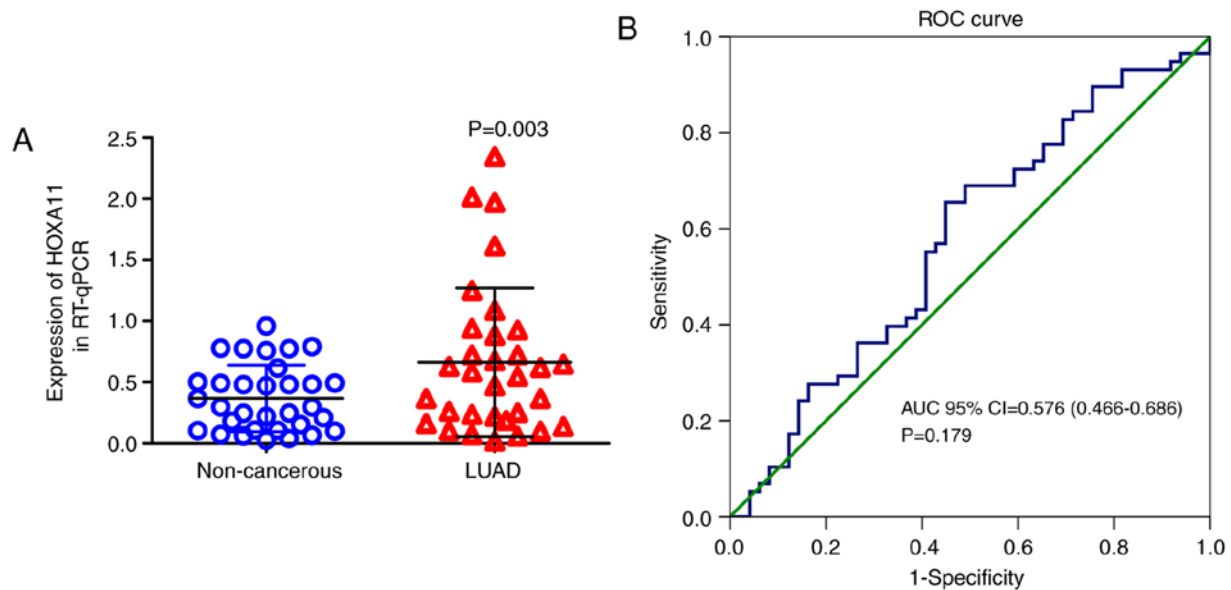 A
P=0.003
Expression of HOXA11
in RT-qPCR
2.5
2.0
1.5
1.0
0.5
0.0
Non-cancerous
LUAD
B
ROC curve
Sensitivity
1.0
0.8
0.6
0.4
0.2
0.0
AUC 95% CI=0.576 (0.466-0.686)
P=0.179
0.0 0.2 0.4 0.6 0.8 1.0
1-Specificity